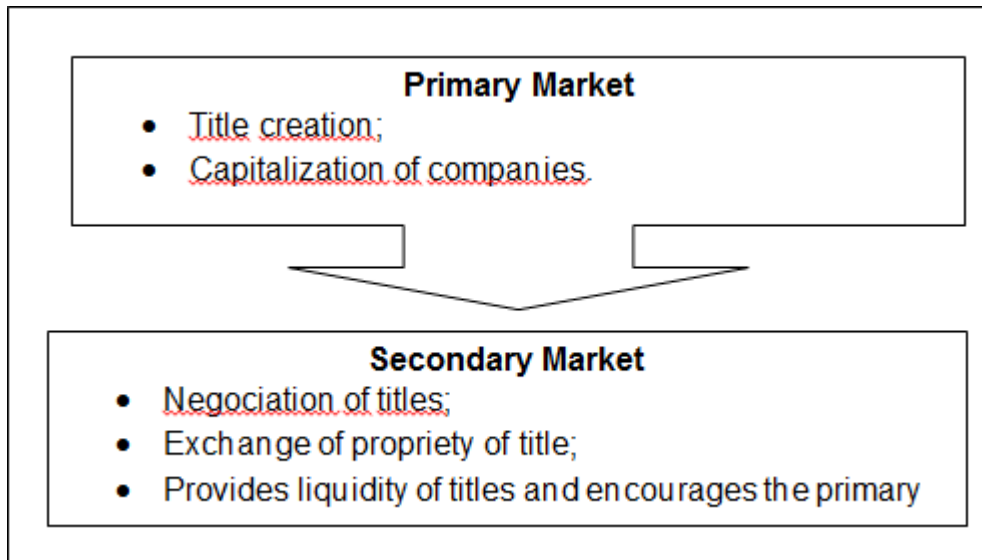 Primary Market
• Title creation;
• Capitalization of companies.
Secondary Market
• Negociation of titles;
• Exchange of propriety of title;
• Provides liquidity of titles and encourages the primary